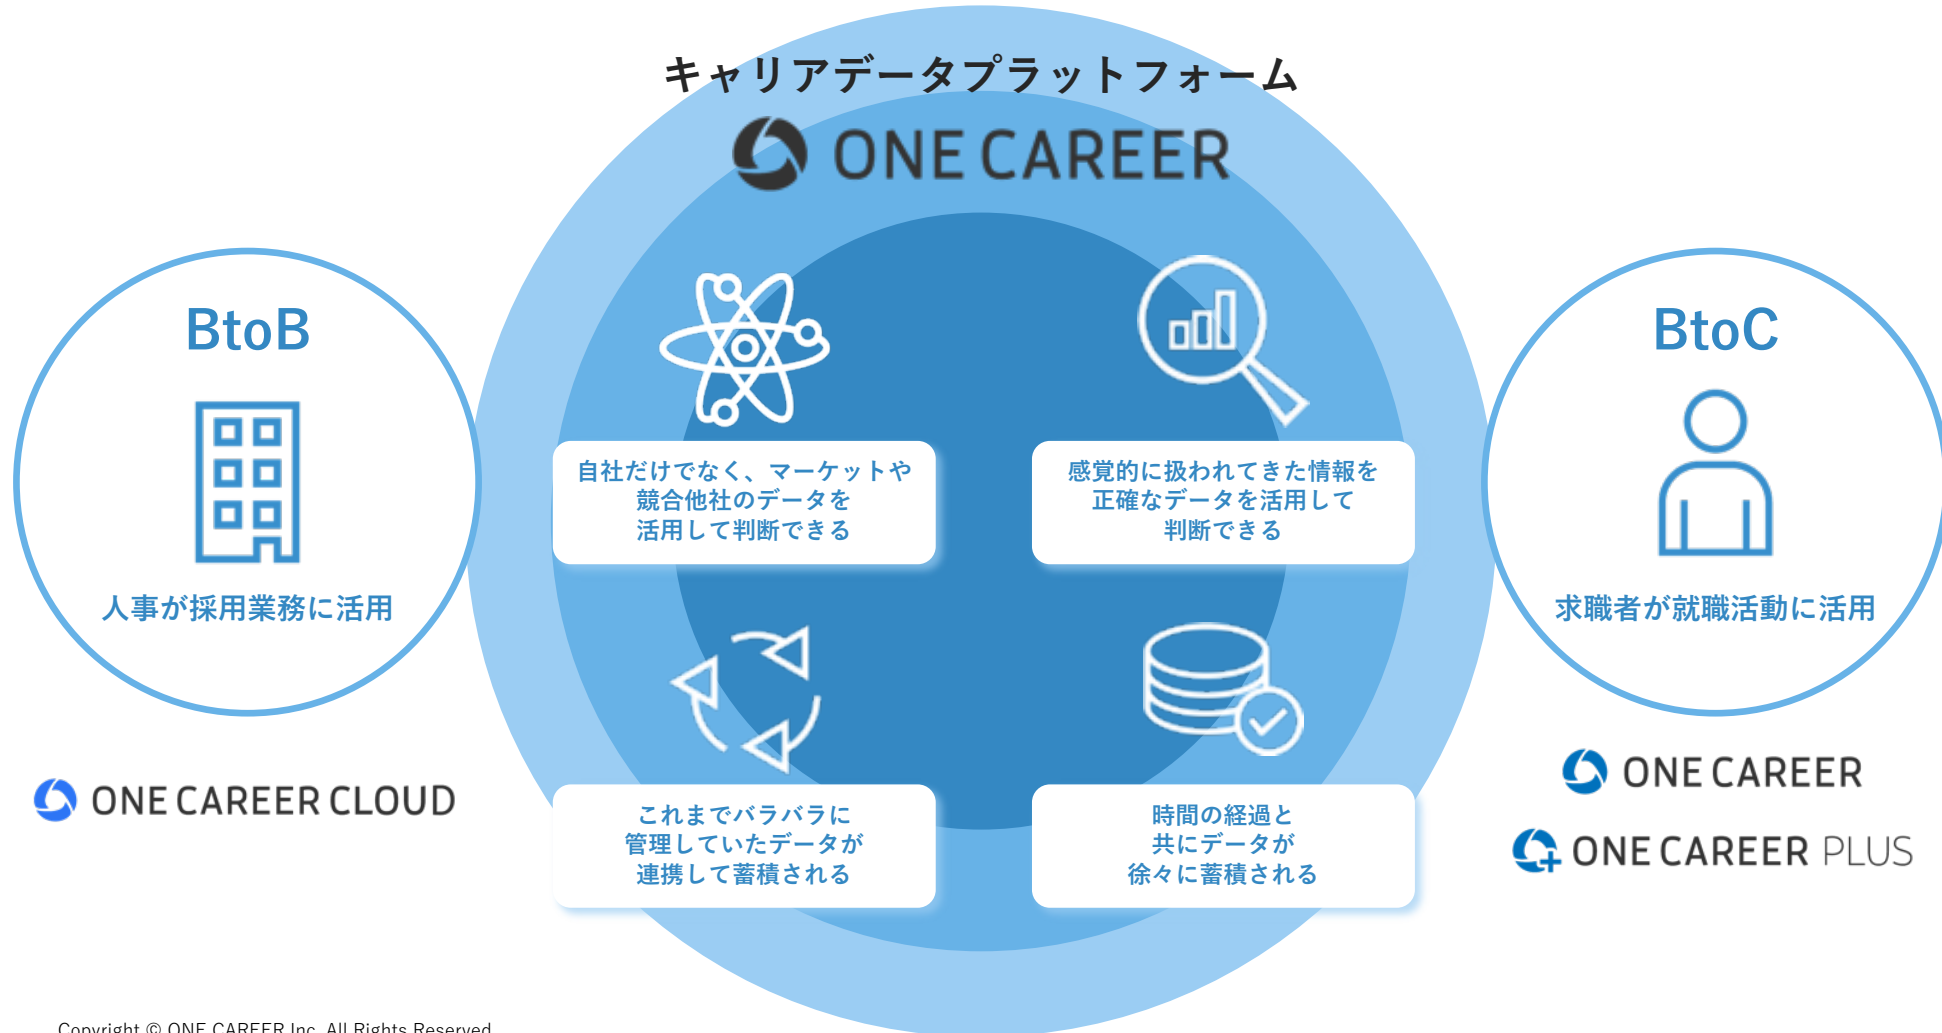 キャリアデータプラットフォーム
ONE CAREER
BtoB
人事が採用業務に活用
ONE CAREER CLOUD
自社だけでなく、マーケットや
競合他社のデータを
活用して判断できる
感覚的に扱われてきた情報を
正確なデータを活用して
判断できる
これまでバラバラに
管理していたデータが
連携して蓄積される
時間の経過と
共にデータが
徐々に蓄積される
BtoC
求職者が就職活動に活用
ONE CAREER
ONE CAREER PLUS
Copyright © ONE CAREER Inc. All Rights Reserved